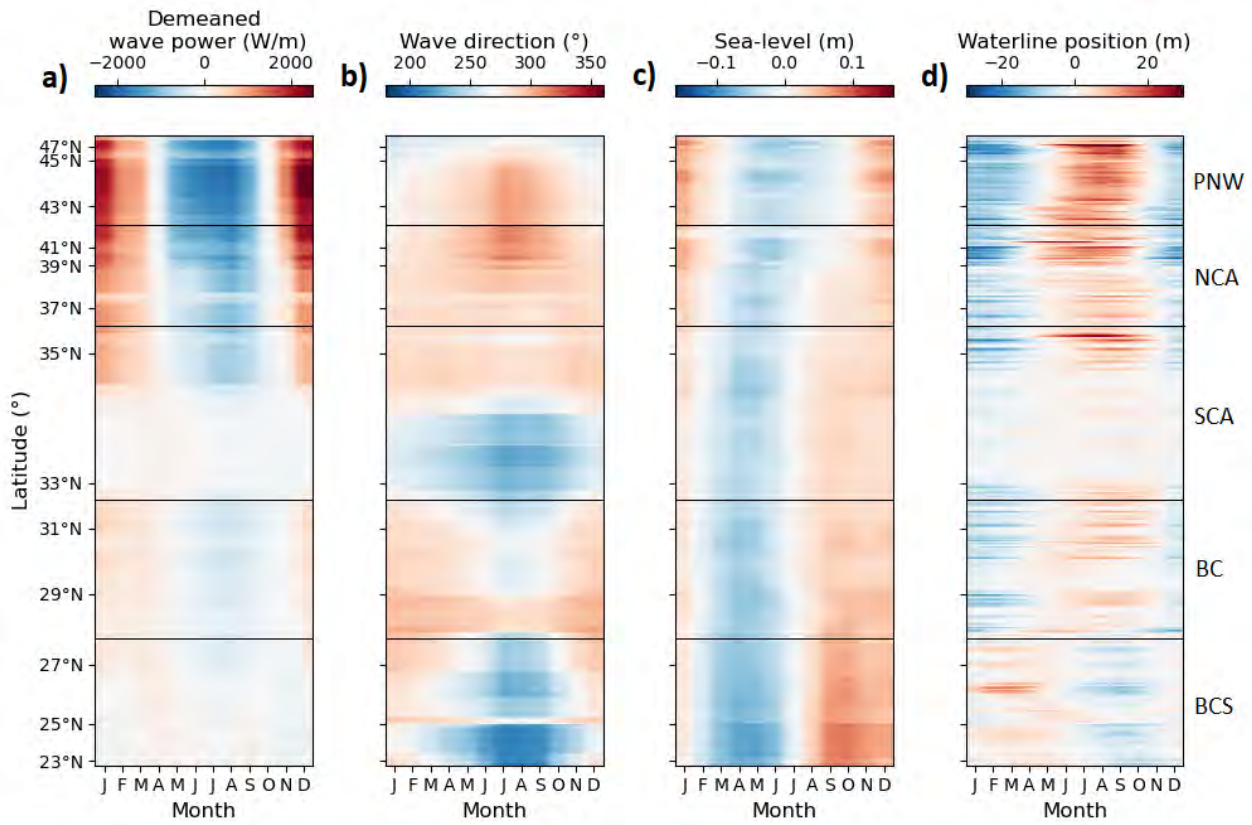 Demeaned
wave power (W/m)
Wave direction (°)
Sea-level (m)
Waterline position (m)
a)
−2000 0 2000
b)
200 250 300 350
c)
−0.1 0.0 0.1
d)
−20 0 20
47°N
45°N
43°N
41°N
39°N
37°N
35°N
33°N
31°N
29°N
27°N
25°N
23°N
Latitude (°)
PNW
NCA
SCA
BC
BCS
J F M A M J J A S O N D
J F M A M J J A S O N D
J F M A M J J A S O N D
J F M A M J J A S O N D
Month
Month
Month
Month